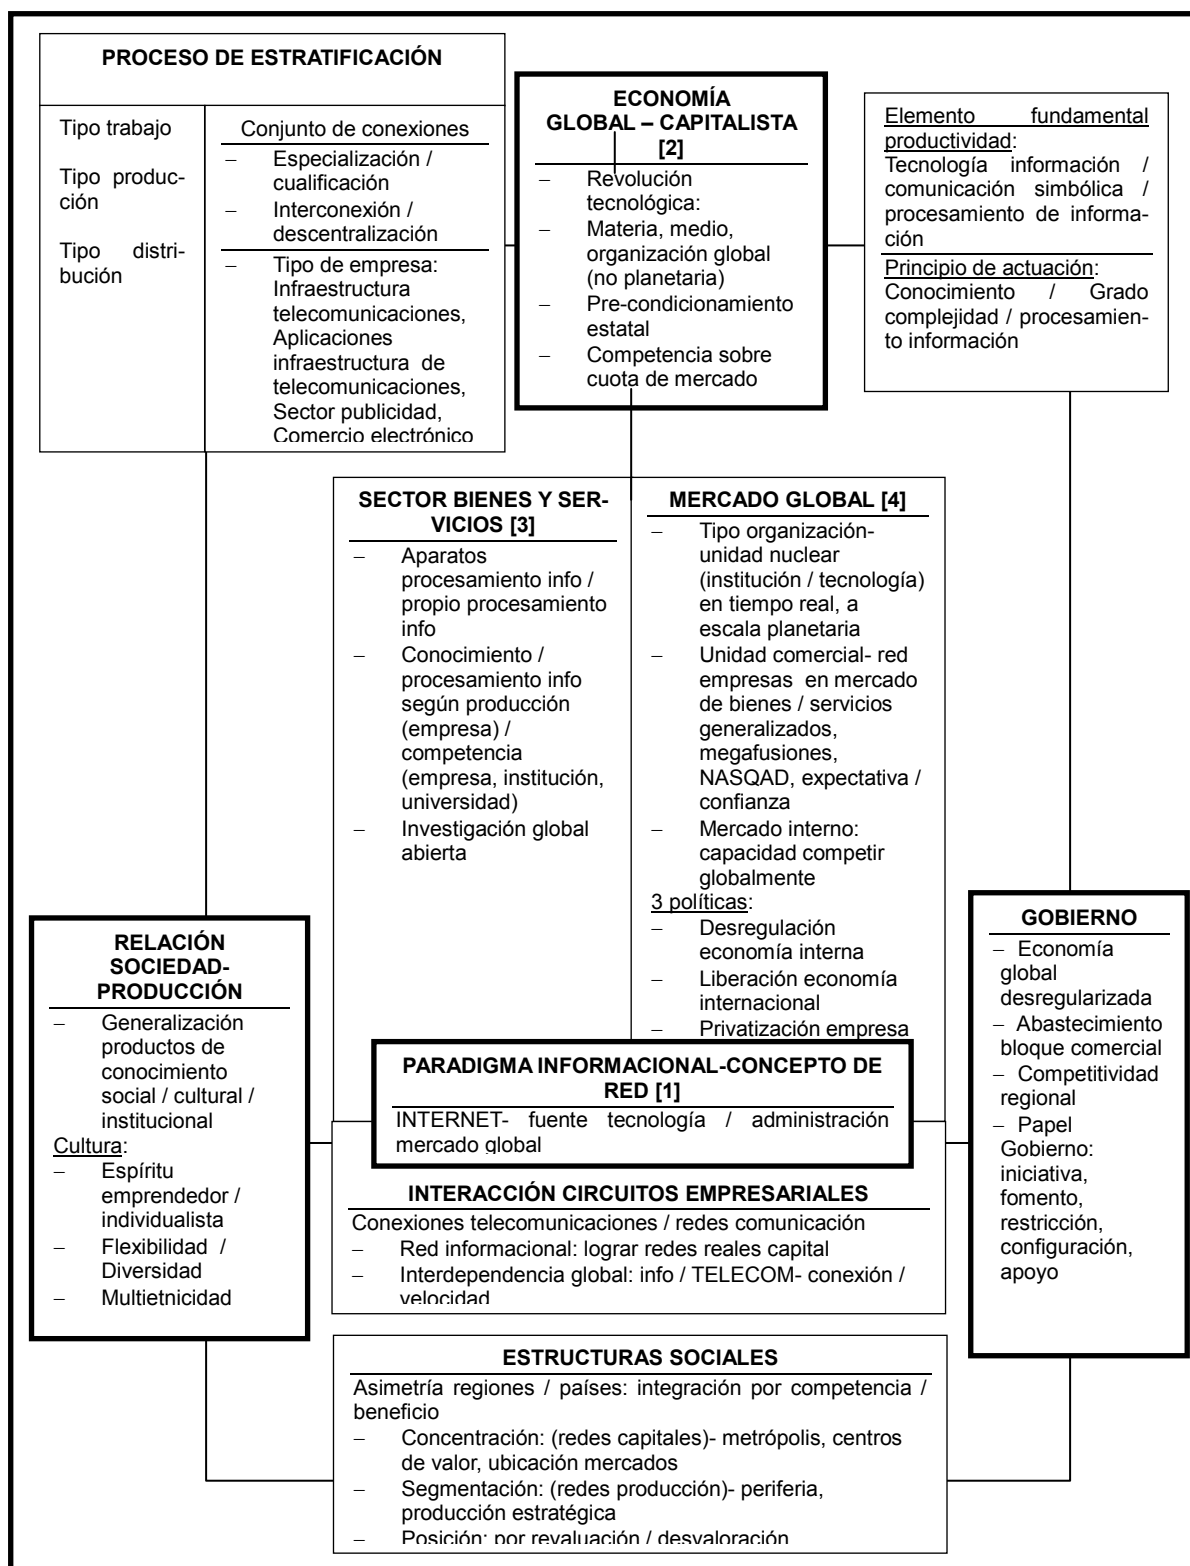 PROCESO DE ESTRATIFICACIÓN
Tipo trabajo
Tipo produc-
ción
Tipo distri-
bución
Conjunto de conexiones
– Especialización /
cualificación
– Interconexión /
descentralización
– Tipo de empresa:
Infraestructura
telecomunicaciones,
Aplicaciones
infraestructura de
telecomunicaciones,
Sector publicidad,
Comercio electrónico
ECONOMÍA
GLOBAL – CAPITALISTA
[2]
– Revolución
tecnológica:
– Materia, medio,
organización global
(no planetaria)
– Pre-condicionamiento
estatal
– Competencia sobre
cuota de mercado
Elemento fundamental
productividad:
Tecnología información /
comunicación simbólica /
procesamiento de informa-
ción
Principio de actuación:
Conocimiento / Grado
complejidad / procesamien-
to información
SECTOR BIENES Y SER-
VICIOS [3]
– Aparatos
procesamiento info /
propio procesamiento
info
– Conocimiento /
procesamiento info
según producción
(empresa) /
competencia
(empresa, institución,
universidad)
– Investigación global
abierta
MERCADO GLOBAL [4]
– Tipo organización-
unidad nuclear
(institución / tecnología)
en tiempo real, a
escala planetaria
– Unidad comercial- red
empresas en mercado
de bienes / servicios
generalizados,
megafusiones,
NASQAD, expectativa /
confianza
– Mercado interno:
capacidad competir
globalmente
3 políticas:
– Desregulación
economía interna
– Liberación economía
internacional
– Privatización empresa
RELACIÓN
SOCIEDAD-
PRODUCCIÓN
– Generalización
productos de
conocimiento
social / cultural /
institucional
Cultura:
– Espíritu
emprendedor /
individualista
– Flexibilidad /
Diversidad
– Multietnicidad
GOBIERNO
– Economía
global
desregularizada
– Abastecimiento
bloque comercial
– Competitividad
regional
– Papel
Gobierno:
iniciativa,
fomento,
restricción,
configuración,
apoyo
PARADIGMA INFORMACIONAL-CONCEPTO DE
RED [1]
INTERNET- fuente tecnología / administración
mercado global
INTERACCIÓN CIRCUITOS EMPRESARIALES
Conexiones telecomunicaciones / redes comunicación
– Red informacional: lograr redes reales capital
– Interdependencia global: info / TELECOM- conexión /
velocidad
ESTRUCTURAS SOCIALES
Asimetría regiones / países: integración por competencia /
beneficio
– Concentración: (redes capitales)- metrópolis, centros
de valor, ubicación mercados
– Segmentación: (redes producción)- periferia,
producción estratégica
– Posición: por revaluación / desvaloración